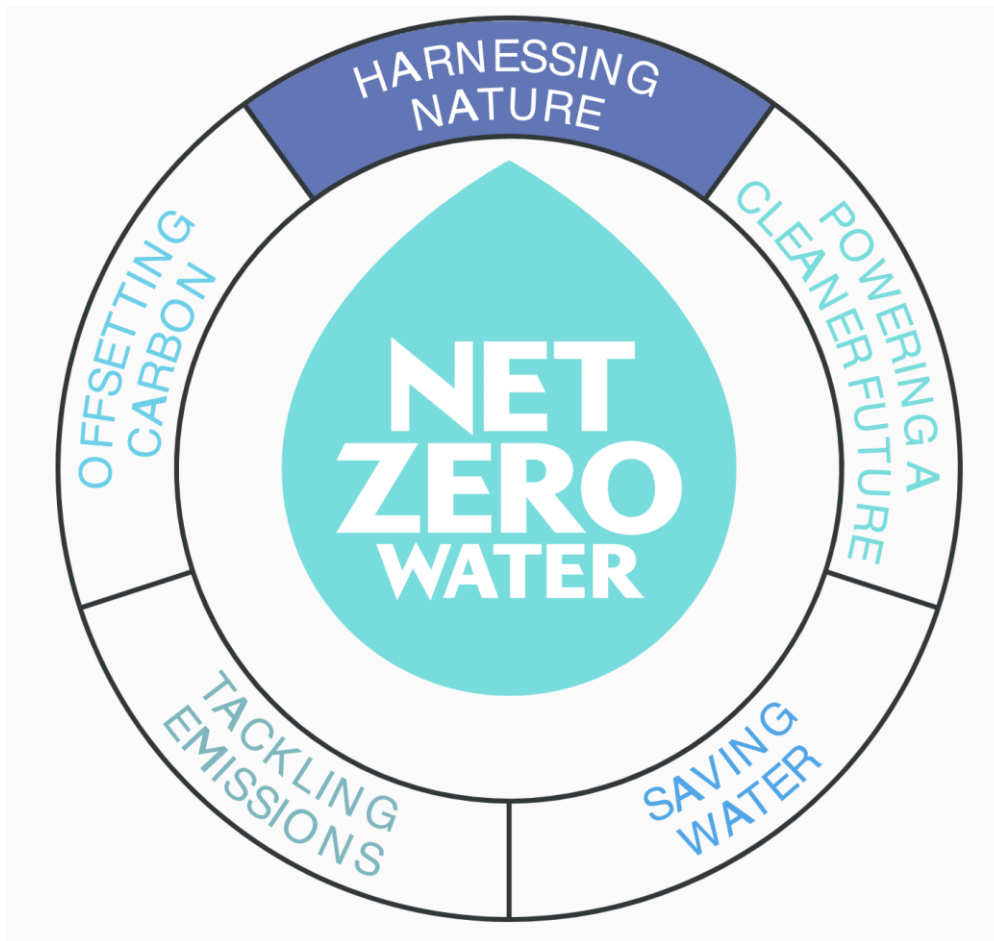 HARNESSING
NATURE
POWERING A
CLEANER FUTURE
SAVING
WATER
TACKLING
EMISSIONS
OFFSETTING
CARBON
NET
ZERO
WATER